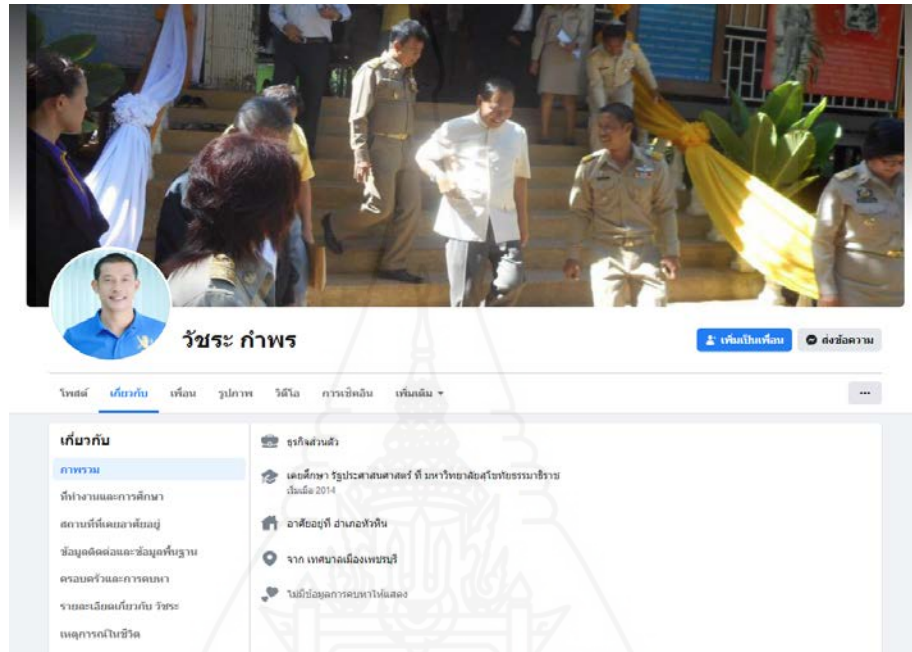 วัชระ กำพร
เพิ่มเป็นเพื่อน
ส่งข้อความ
โพสต์ เกี่ยวกับ เพื่อน รูปภาพ วิดีโอ การเช็คอิน เพิ่มเติม
เกี่ยวกับ
ภาพรวม
ที่ทำงานและการศึกษา
สถานที่ที่เคยอาศัยอยู่
ข้อมูลติดต่อและข้อมูลพื้นฐาน
ครอบครัวและการคบหา
รายละเอียดเกี่ยวกับ วัชระ
เหตุการณ์ในชีวิต
ธุรกิจส่วนตัว
เคยศึกษา รัฐประศาสนศาสตร์ ที่ มหาวิทยาลัยสุโขทัยธรรมาธิราช
เริ่มเมื่อ 2014
อาศัยอยู่ที่ อำเภอหัวหิน
จาก เทศบาลเมืองเพชรบุรี
ไม่มีข้อมูลการคบหาให้แสดง